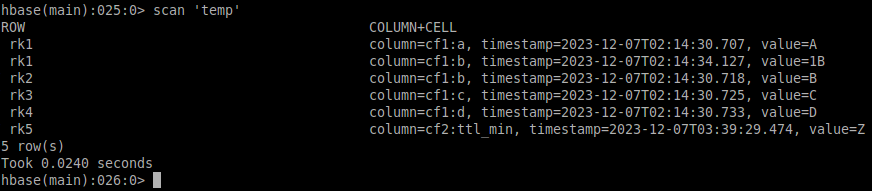 hbase(main):025:0> scan 'temp'
ROW COLUMN+CELL
rk1 column=cf1:a, timestamp=2023-12-07T02:14:30.707, value=A
rk1 column=cf1:b, timestamp=2023-12-07T02:14:34.127, value=1B
rk2 column=cf1:b, timestamp=2023-12-07T02:14:30.718, value=B
rk3 column=cf1:c, timestamp=2023-12-07T02:14:30.725, value=C
rk4 column=cf1:d, timestamp=2023-12-07T02:14:30.733, value=D
rk5 column=cf2:ttl_min, timestamp=2023-12-07T03:39:29.474, value=Z
5 row(s)
Took 0.0240 seconds
hbase(main):026:0>